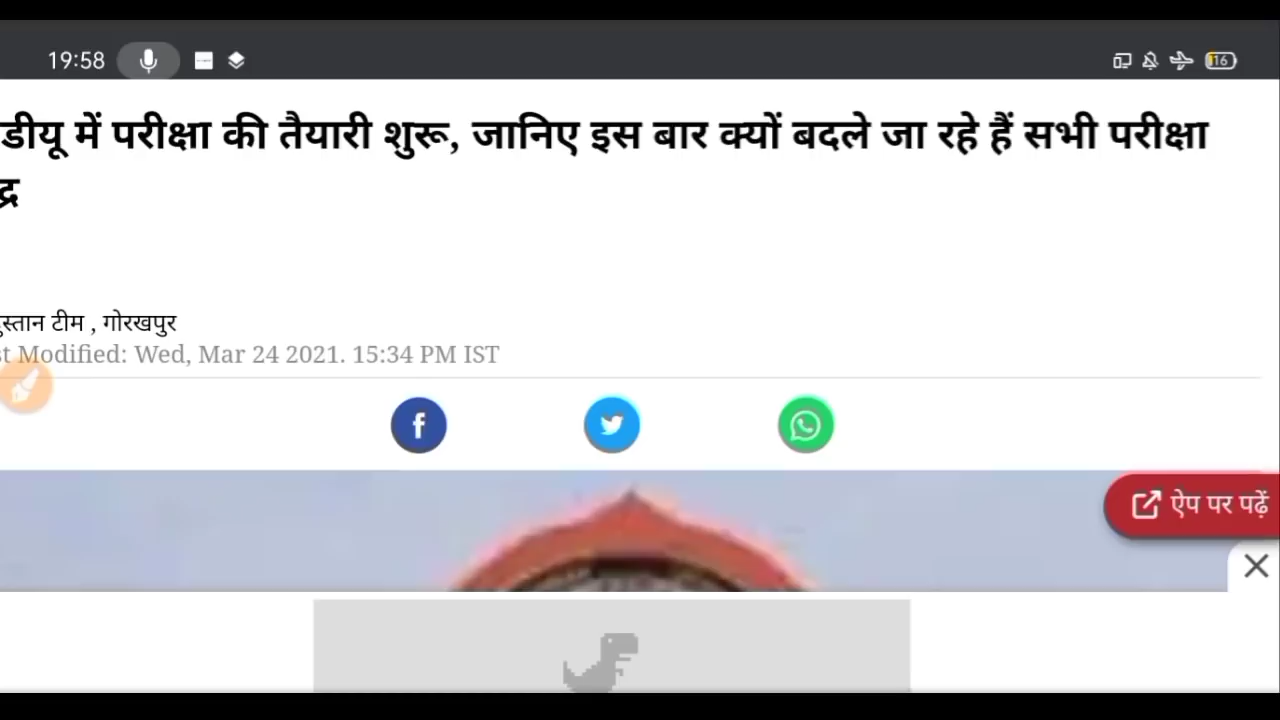 19:58
16
डीयू में परीक्षा की तैयारी शुरू, जानिए इस बार क्यों बदले जा रहे हैं सभी परीक्षा
द्र
स्तान टीम , गोरखपुर
st Modified: Wed, Mar 24 2021. 15:34 PM IST
ऐप पर पढ़ें